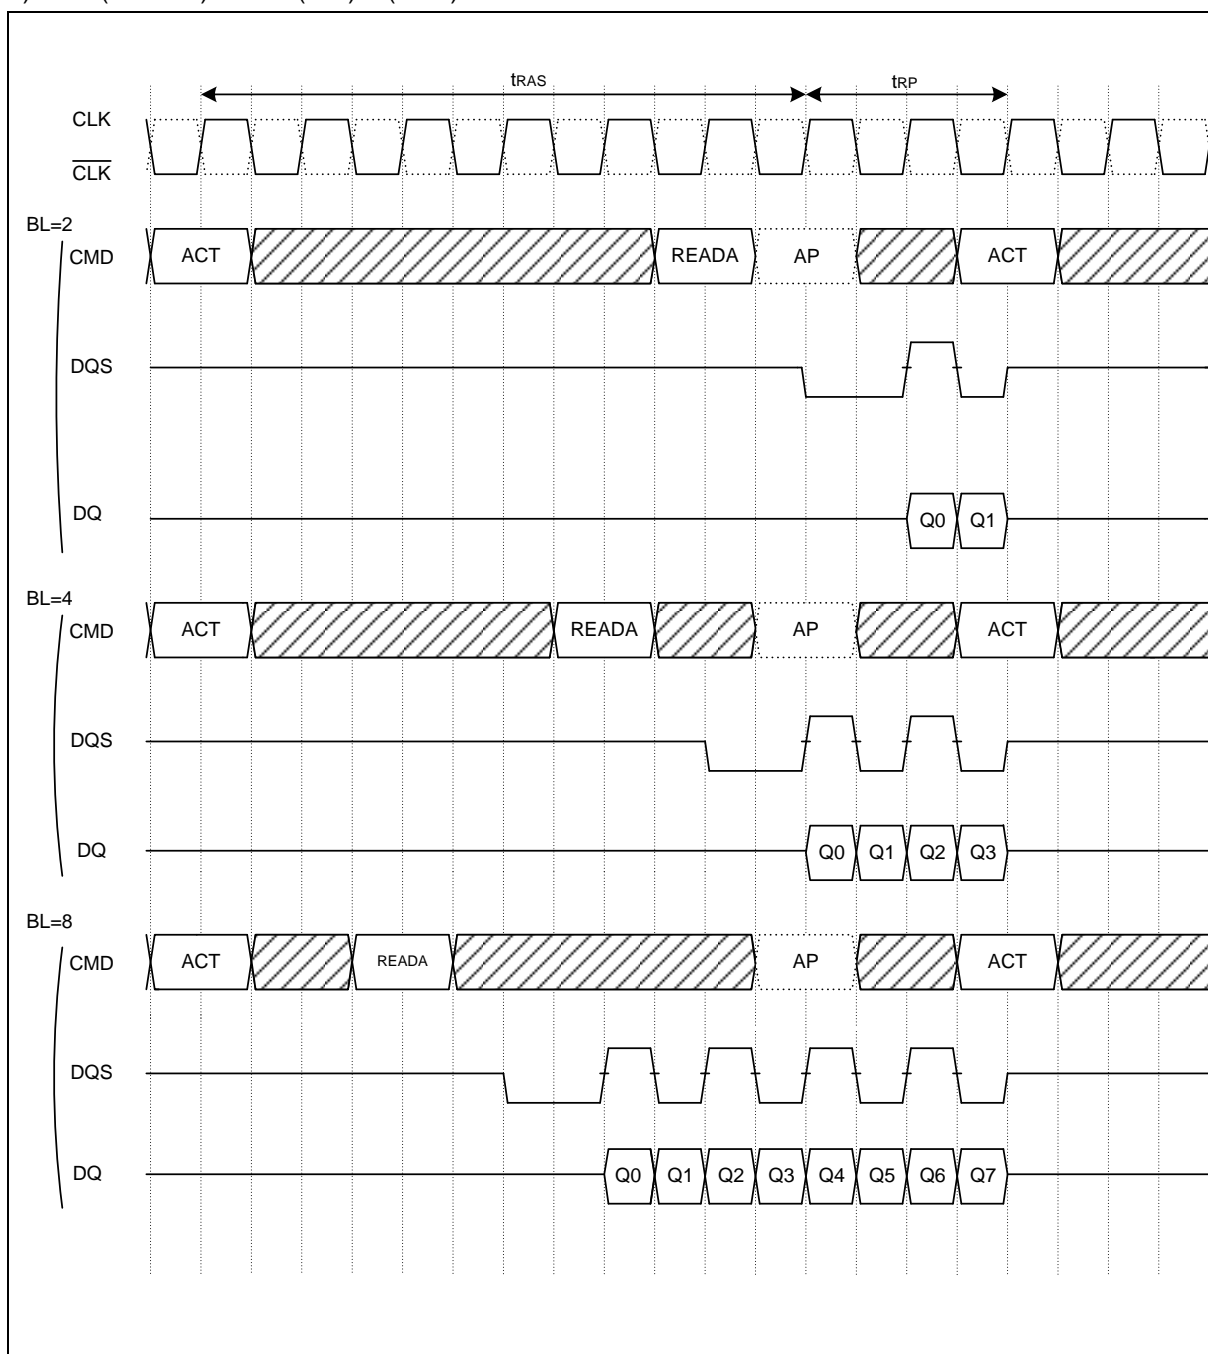 tRAS tRP
CLK
CLK
BL=2
CMD ACT READA AP ACT
DQS
DQ Q0 Q1
BL=4
CMD ACT READA AP ACT
DQS
DQ Q0 Q1 Q2 Q3
BL=8
CMD ACT READA AP ACT
DQS
DQ Q0 Q1 Q2 Q3 Q4 Q5 Q6 Q7